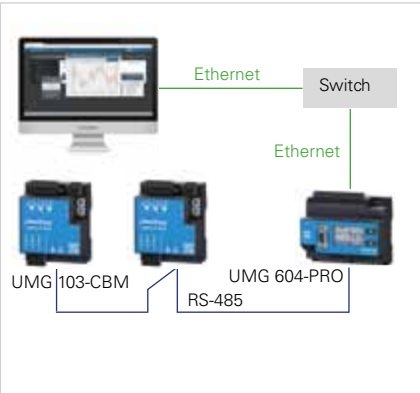 Ethernet
Switch
Ethernet
UMG 103-CBM
UMG 604-PRO
RS-485